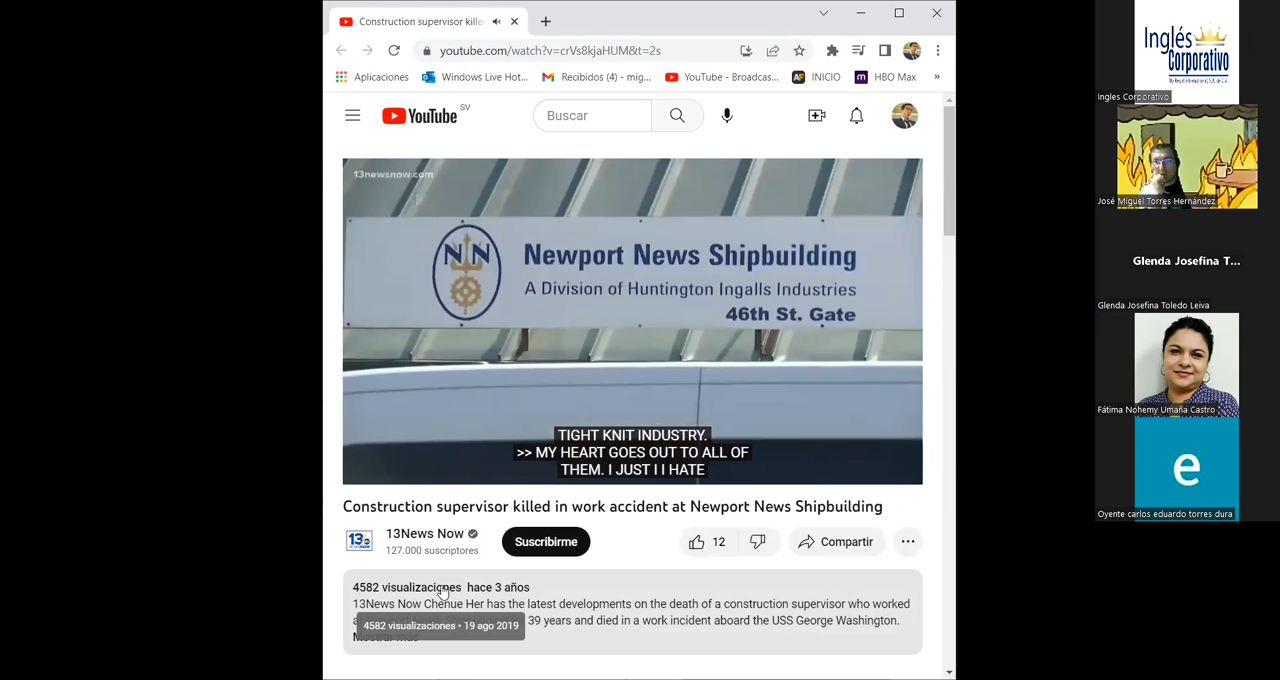 Construction supervisor kille
youtube.com/watch?v=crVs8kjaHUM&t=2s
Aplicaciones
Windows Live Hot...
Recibidos (4) - mig...
YouTube - Broadcas...
AF
INICIO
m
HBO Max
»
YouTube
SV
Buscar
13newsnow.com
NN
Newport News Shipbuilding
A Division of Huntington Ingalls Industries
46th St. Gate
TIGHT KNIT INDUSTRY.
>> MY HEART GOES OUT TO ALL OF
THEM. I JUST I I HATE
Construction supervisor killed in work accident at Newport News Shipbuilding
13
13News Now
127.000 suscriptores
Suscribirme
12
Compartir
4582 visualizaciones hace 3 años
13News Now Chenue Her has the latest developments on the death of a construction supervisor who worked
39 years and died in a work incident aboard the USS George Washington.
4582 visualizaciones • 19 ago 2019
Inglés
Corporativo
Ingles Corporativo
José Miguel Torres Hernández
Glenda Josefina T...
Glenda Josefina Toledo Leiva
Fátima Nohemy Umaña Castro
e
Oyente carlos eduardo torres dura